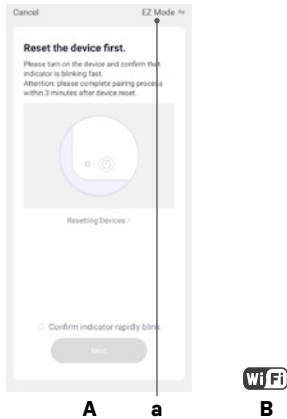 Cancel EZ Mode ⇋
Reset the device first.
Please turn on the device and confirm that
indicator is blinking fast.
Attention: please complete pairing process
within 3 minutes after device reset.
Resetting Devices >
Confirm indicator rapidly blink
Next
WiFi
A a B